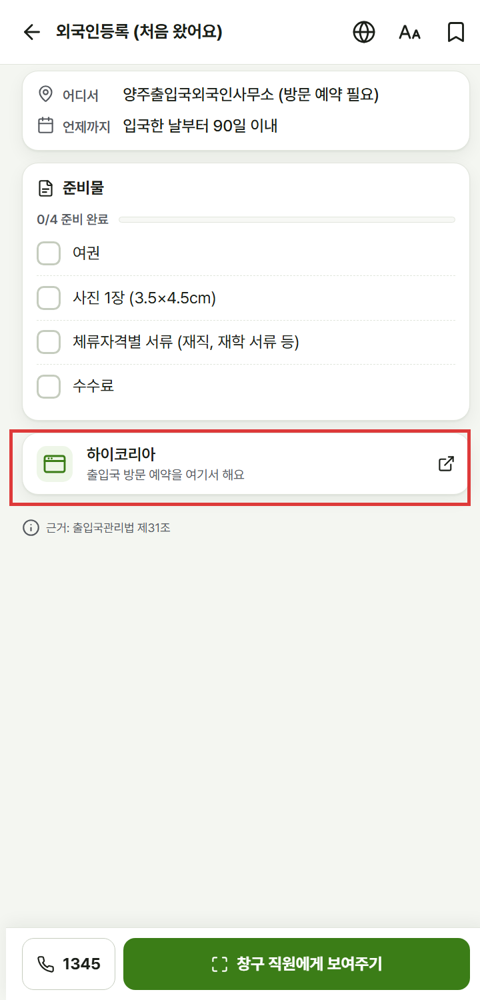 외국인등록 (처음 왔어요)
어디서 양주출입국외국인사무소 (방문 예약 필요)
언제까지 입국한 날부터 90일 이내
준비물
0/4 준비 완료
여권
사진 1장 (3.5×4.5cm)
체류자격별 서류 (재직, 재학 서류 등)
수수료
하이코리아
출입국 방문 예약을 여기서 해요
근거: 출입국관리법 제31조
1345
창구 직원에게 보여주기